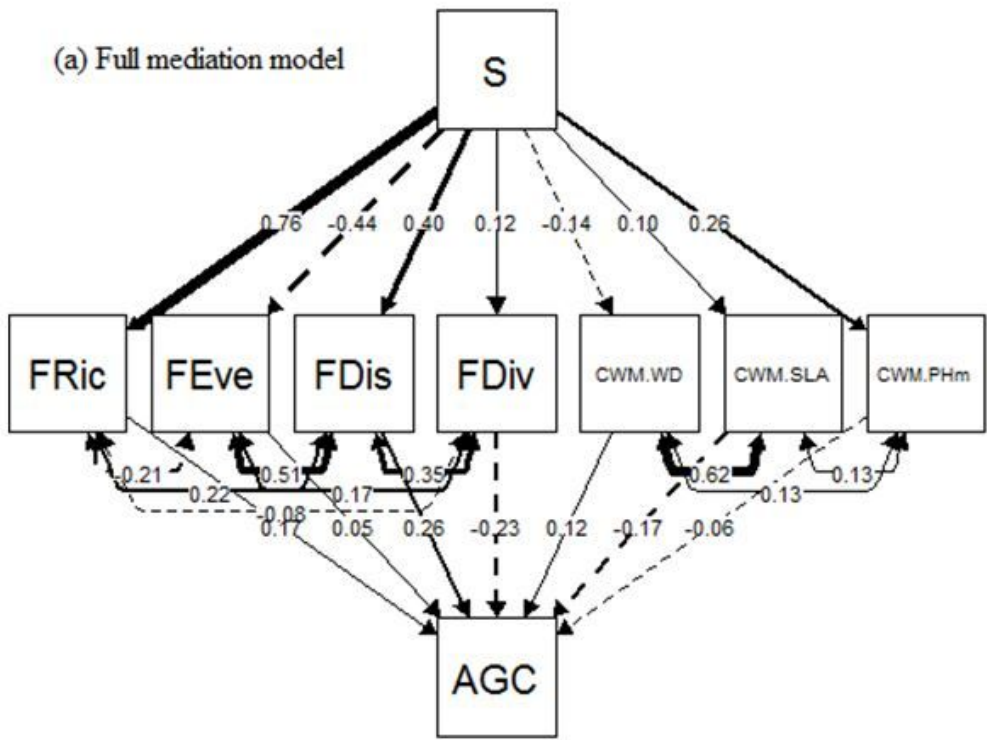 (a) Full mediation model
S
0.76 -0.44 0.40 0.12 -0.14 0.10 0.26
FRic FEve FDis FDiv CWM.WD CWM.SLA CWM.PHm
-0.21 0.51 0.35 0.62 0.13
0.22 0.17 0.13
-0.08
0.17 0.05 0.26 -0.23 0.12 -0.17 -0.06
AGC